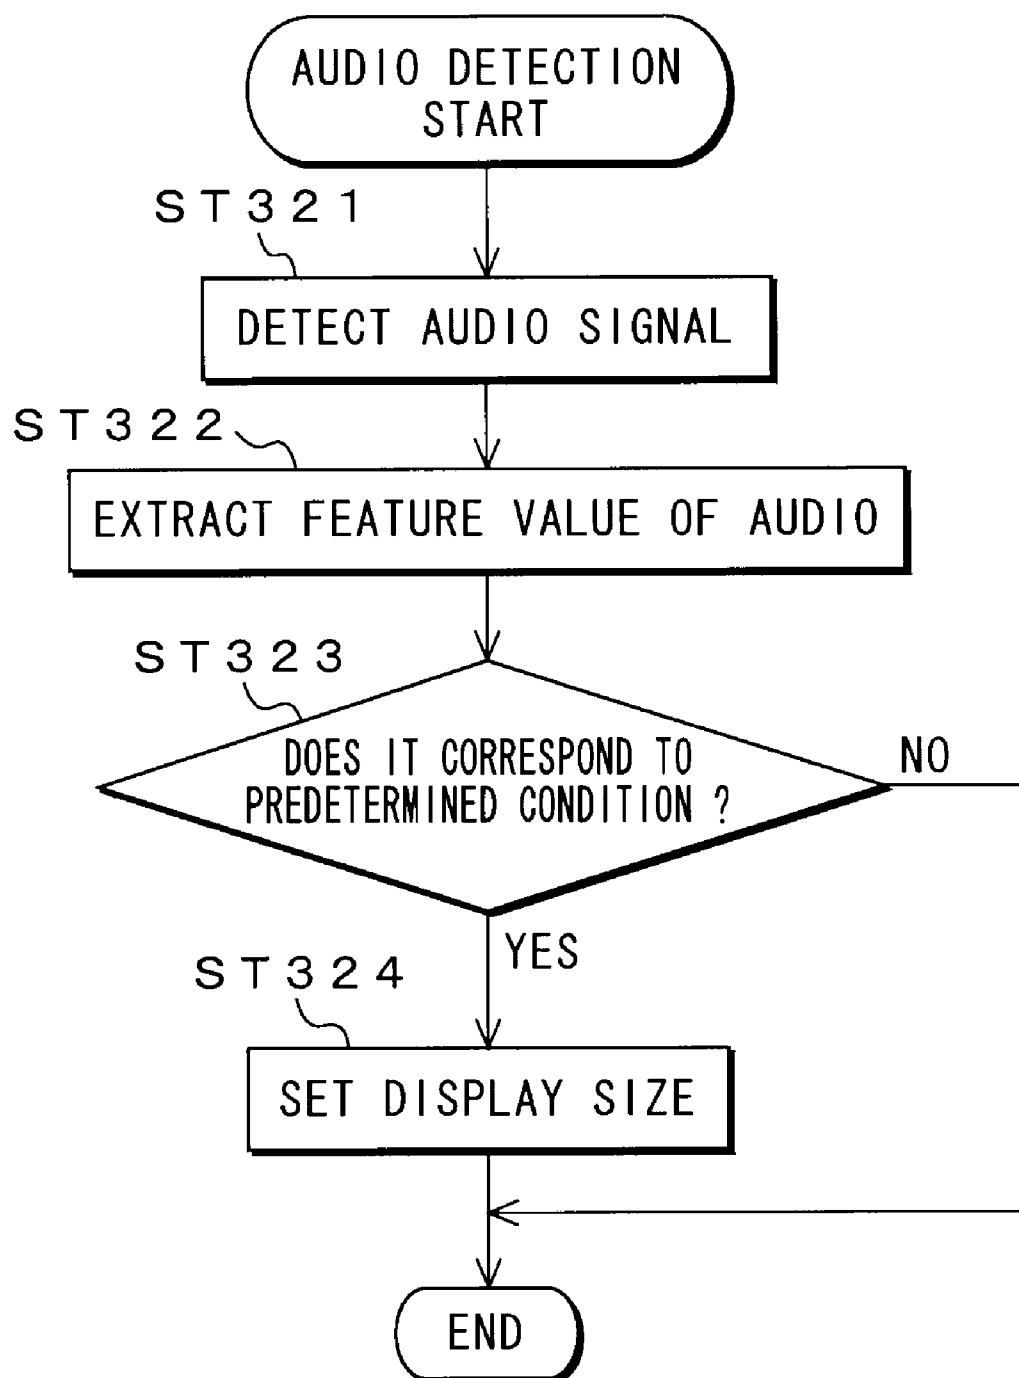 AUDIO DETECTION
START
ST321
DETECT AUDIO SIGNAL
ST322
EXTRACT FEATURE VALUE OF AUDIO
ST323
DOES IT CORRESPOND TO
PREDETERMINED CONDITION ?
NO
YES
ST324
SET DISPLAY SIZE
END